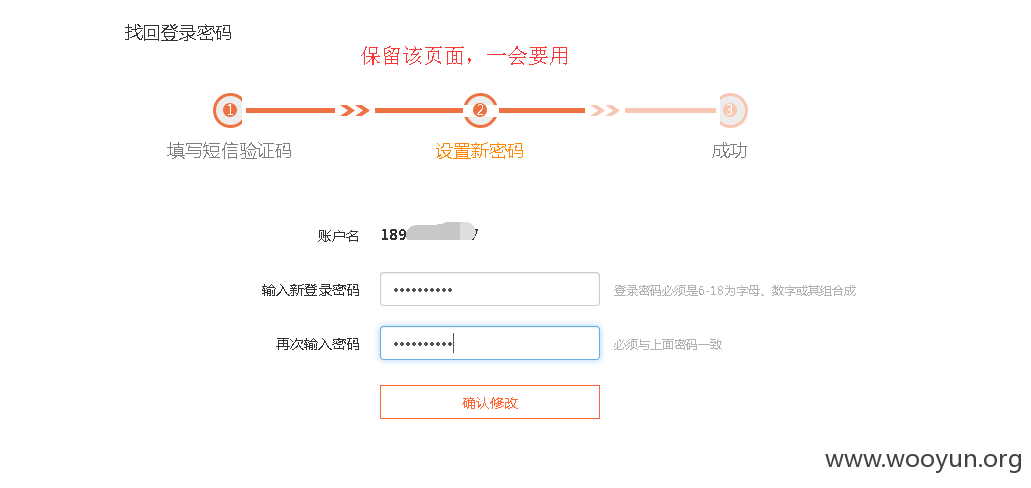 找回登录密码
保留该页面，一会要用
1 2 3
填写短信验证码 设置新密码 成功
账户名 189 7
输入新登录密码 •••••••••• 登录密码必须是6-18为字母、数字或其组合成
再次输入密码 •••••••••• 必须与上面密码一致
确认修改
www.wooyun.org